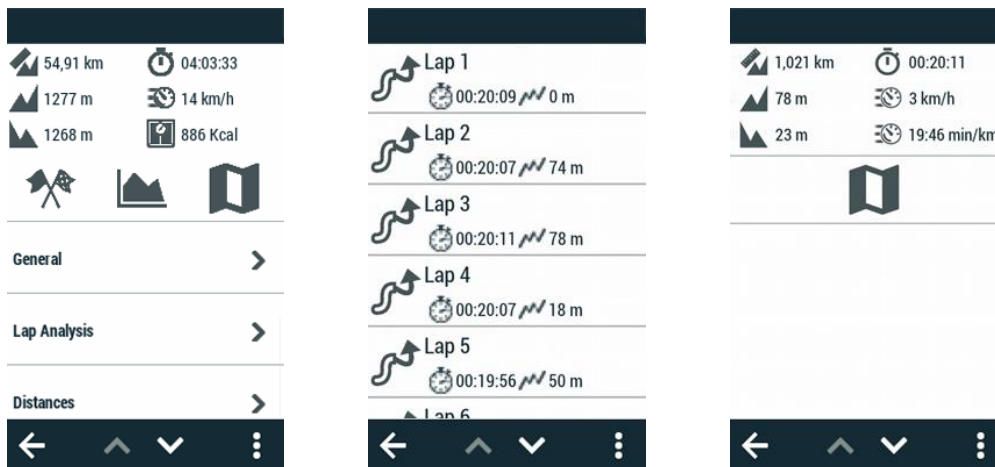 54,91 km 04:03:33
1277 m 14 km/h
1268 m 886 Kcal
General
Lap Analysis
Distances
Lap 1
00:20:09 0 m
Lap 2
00:20:07 74 m
Lap 3
00:20:11 78 m
Lap 4
00:20:07 18 m
Lap 5
00:19:56 50 m
Lap 6
1,021 km 00:20:11
78 m 3 km/h
23 m 19:46 min/km